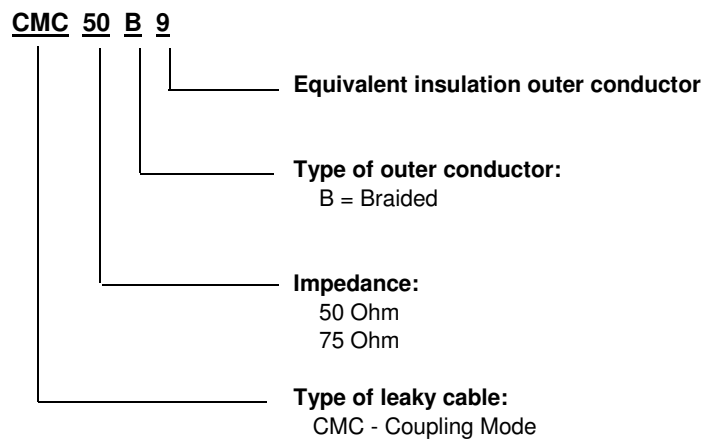 CMC 50 B 9
Equivalent insulation outer conductor
Type of outer conductor:
B = Braided
Impedance:
50 Ohm
75 Ohm
Type of leaky cable:
CMC - Coupling Mode